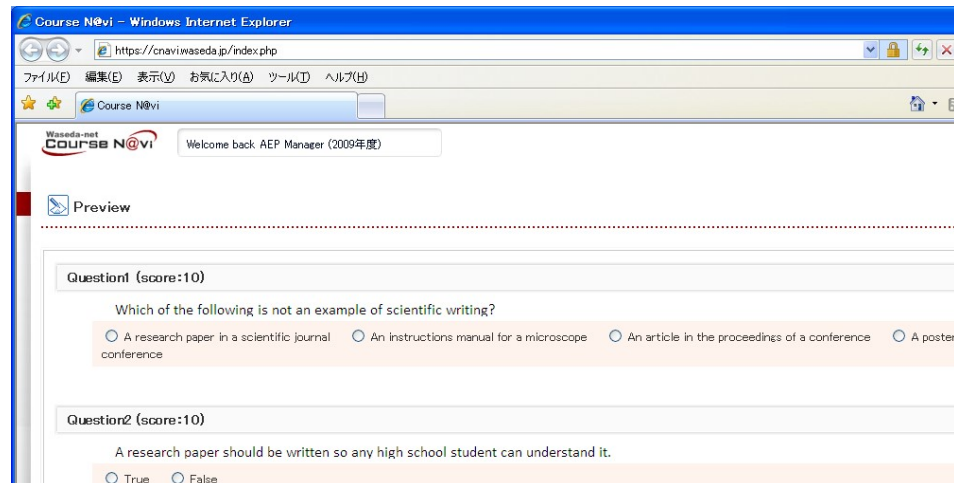 Course N@vi - Windows Internet Explorer
https://cnavi.waseda.jp/index.php
ファイル(F) 編集(E) 表示(V) お気に入り(A) ツール(T) ヘルプ(H)
Course N@vi
Waseda-net
Course N@vi
Welcome back AEP Manager (2009年度)
Preview
Question1 (score:10)
Which of the following is not an example of scientific writing?
A research paper in a scientific journal An instructions manual for a microscope An article in the proceedings of a conference A poster
conference
Question2 (score:10)
A research paper should be written so any high school student can understand it.
True False